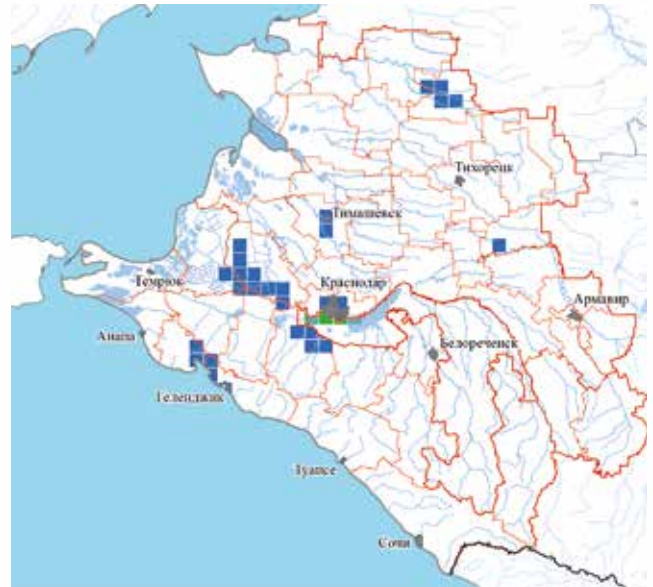 Тихорецк
Тимашевск
Краснодар
Темрюк
Армавир
Анапа
Белореченск
Геленджик
Туапсе
Сочи